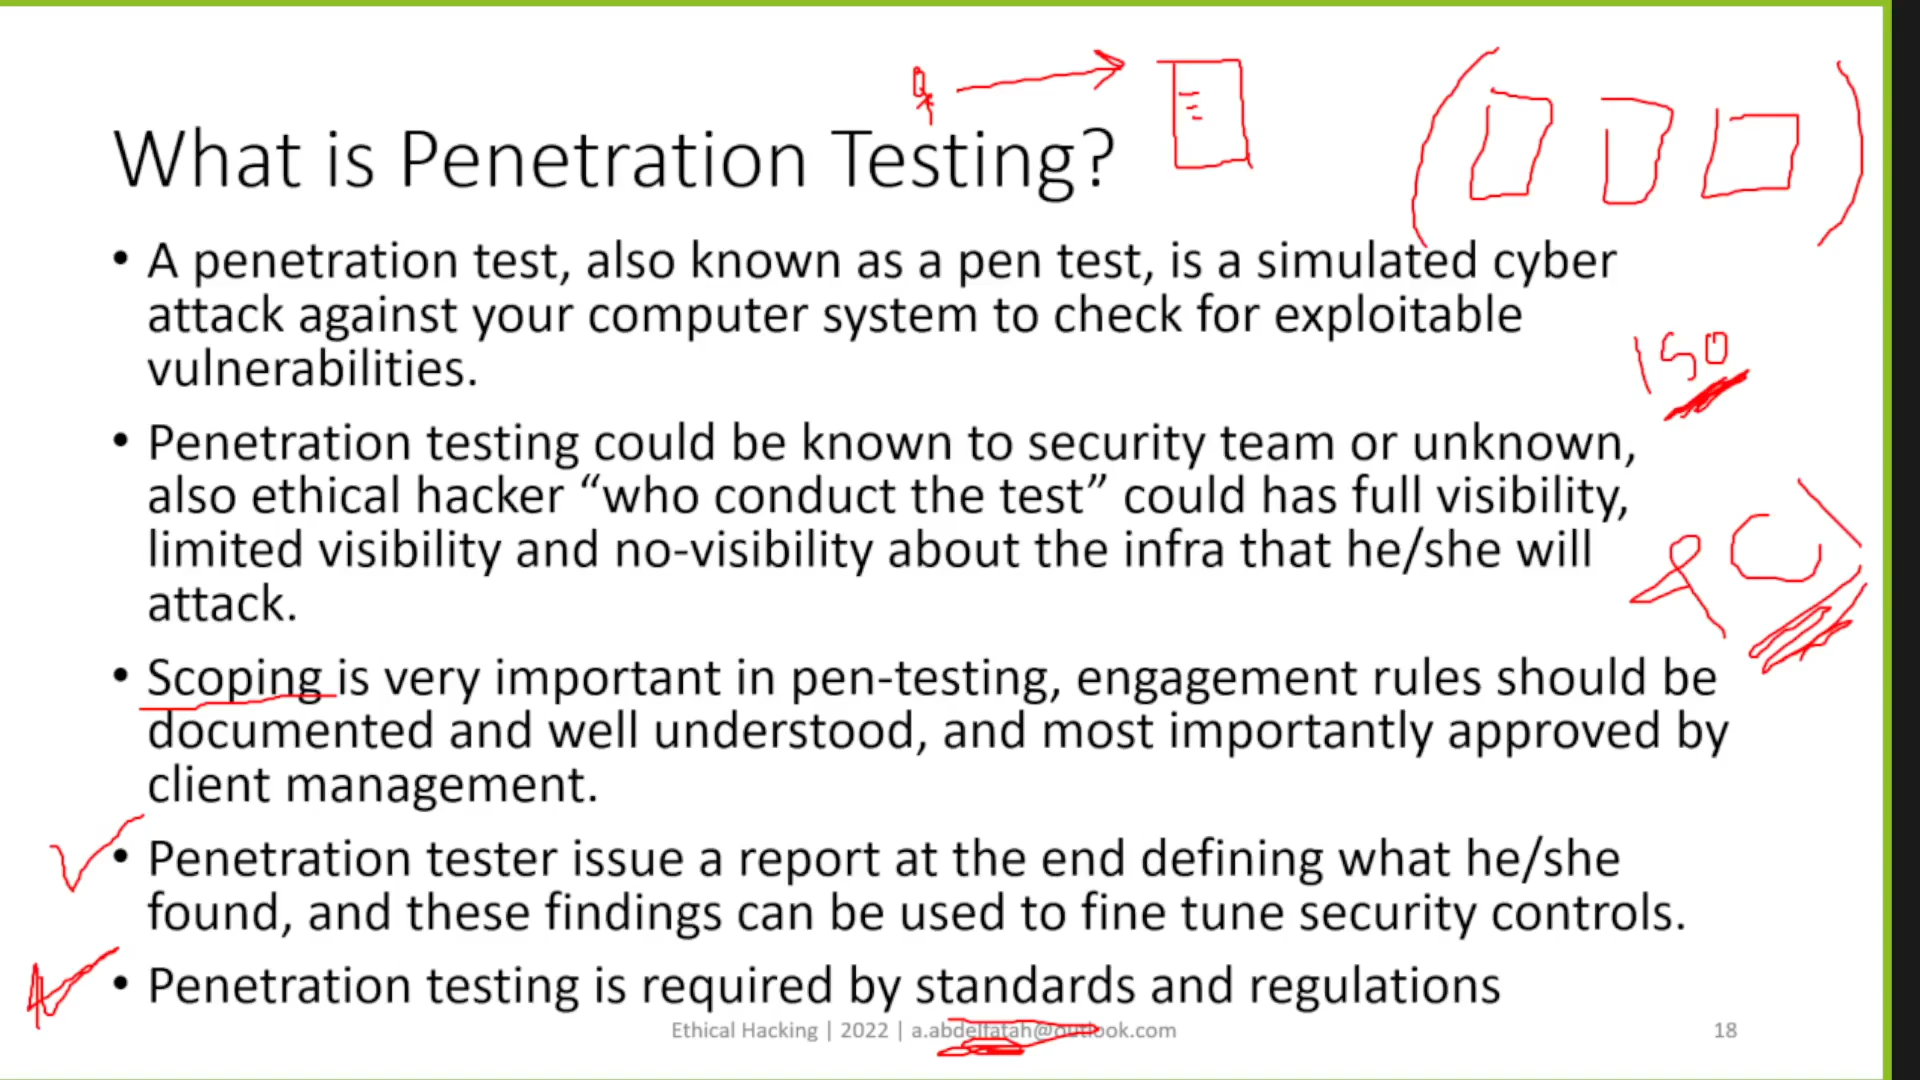 What is Penetration Testing?
• A penetration test, also known as a pen test, is a simulated cyber
attack against your computer system to check for exploitable
vulnerabilities.
ISO
• Penetration testing could be known to security team or unknown,
also ethical hacker “who conduct the test” could has full visibility,
limited visibility and no-visibility about the infra that he/she will
attack.
• Scoping is very important in pen-testing, engagement rules should be
documented and well understood, and most importantly approved by
client management.
• Penetration tester issue a report at the end defining what he/she
found, and these findings can be used to fine tune security controls.
• Penetration testing is required by standards and regulations
Ethical Hacking | 2022 | a.abdelfatah@outlook.com
18